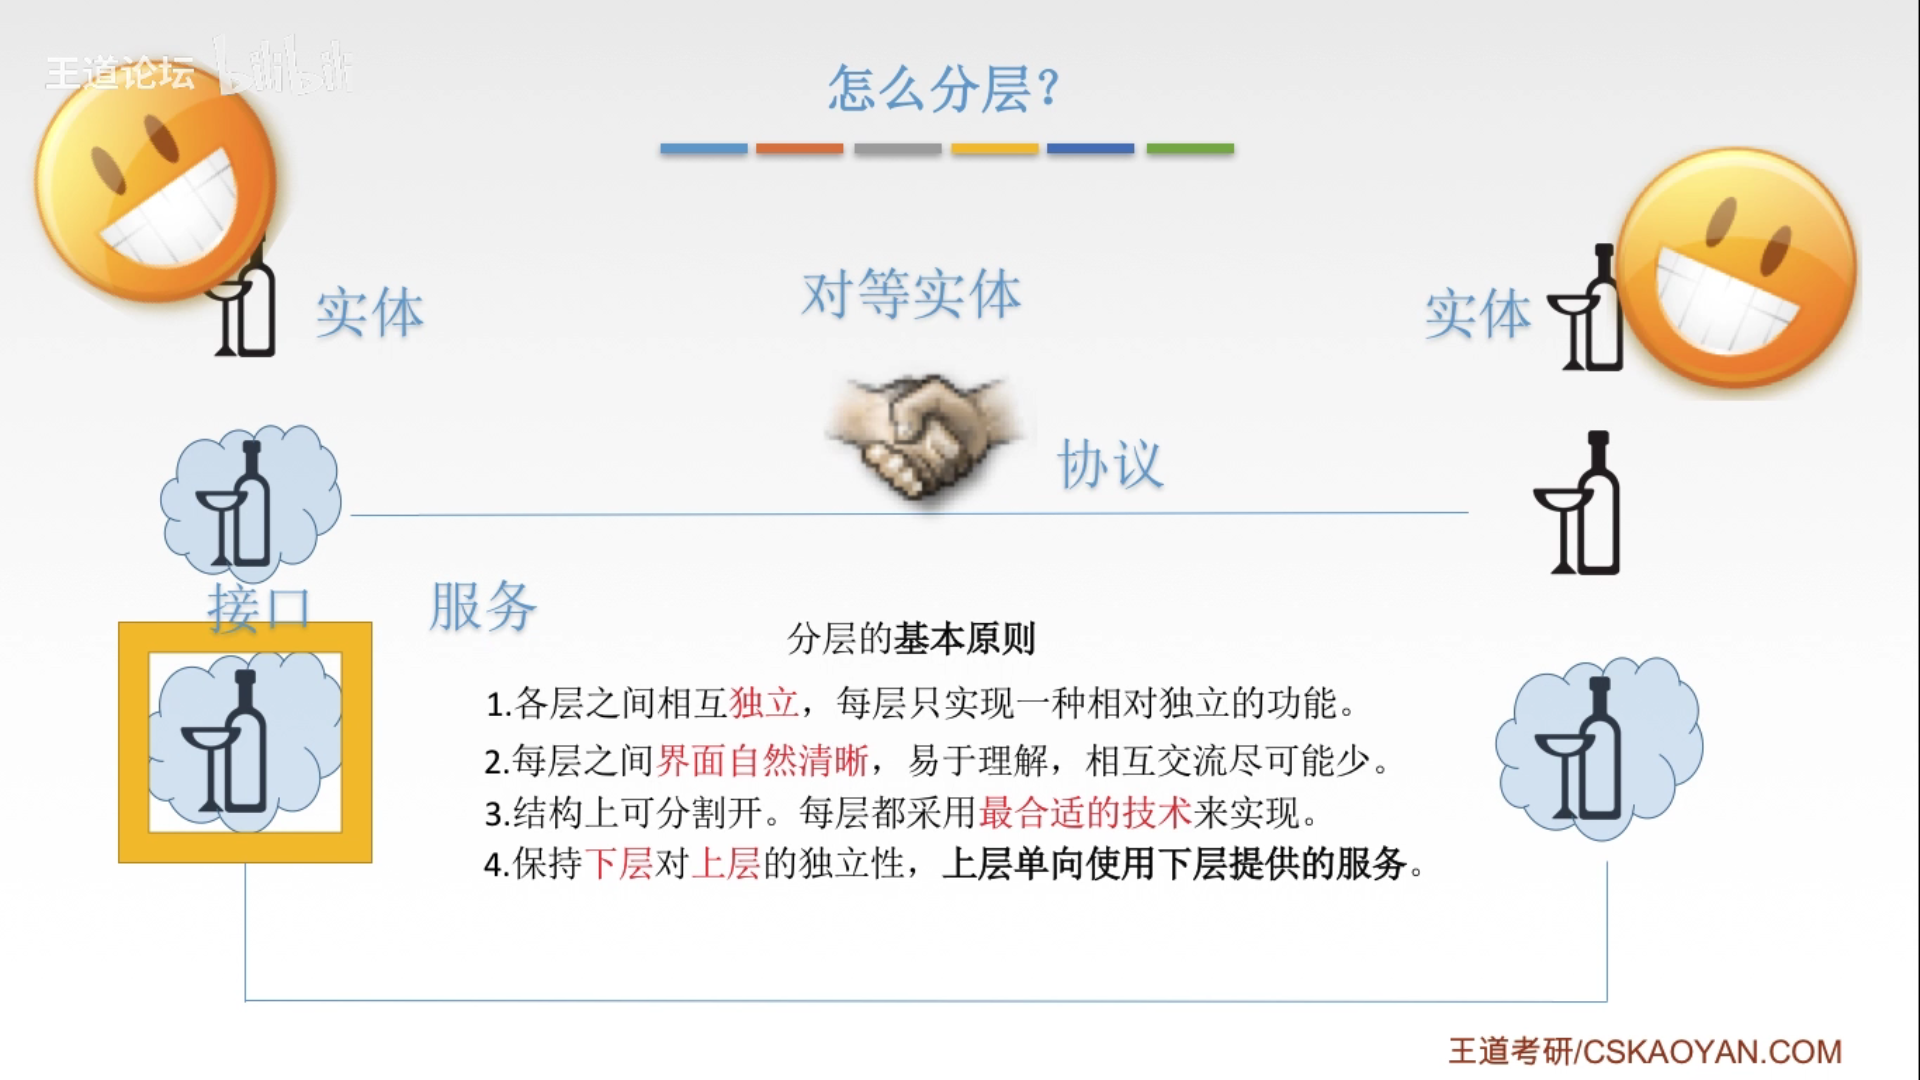 王道论坛 bilibili
怎么分层？
实体
对等实体
实体
协议
接口
服务
分层的基本原则
1.各层之间相互独立，每层只实现一种相对独立的功能。
2.每层之间界面自然清晰，易于理解，相互交流尽可能少。
3.结构上可分割开。每层都采用最合适的技术来实现。
4.保持下层对上层的独立性，上层单向使用下层提供的服务。
王道考研/CSKAOYAN.COM